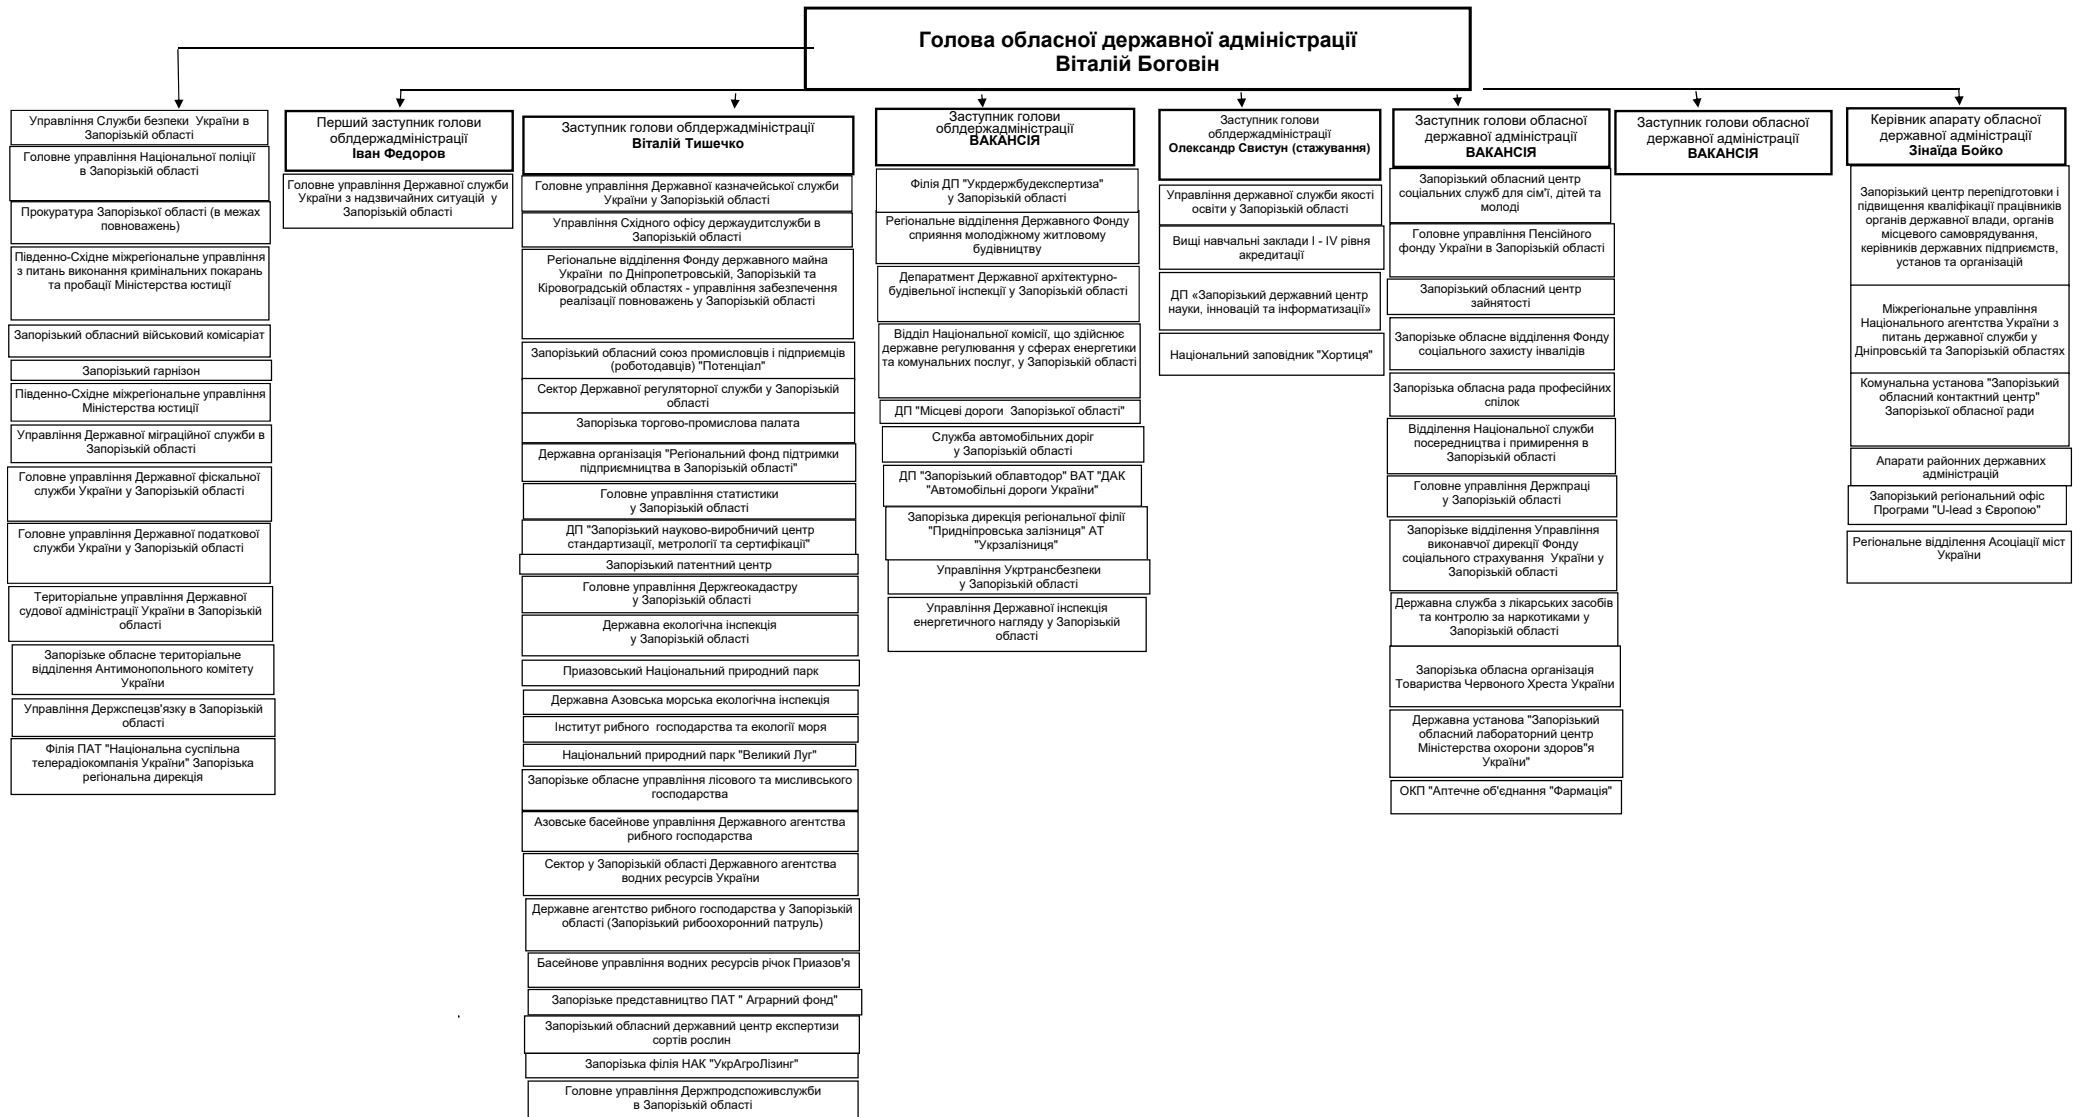 Голова обласної державної адміністрації
Віталій Боговін
Управління Служби безпеки України в
Запорізькій області
Головне управління Національної поліції
в Запорізькій області
Прокуратура Запорізької області (в межах
повноважень)
Південно-Східне міжрегіональне управління
з питань виконання кримінальних покарань
та пробації Міністерства юстиції
Запорізький обласний військовий комісаріат
Запорізький гарнізон
Південно-Східне міжрегіональне управління
Міністерства юстиції
Управління Державної міграційної служби в
Запорізькій області
Головне управління Державної фіскальної
служби України у Запорізькій області
Головне управління Державної податкової
служби України у Запорізькій області
Територіальне управління Державної
судової адміністрації України в Запорізькій
області
Запорізьке обласне територіальне
відділення Антимонопольного комітету
України
Управління Держспецзв'язку в Запорізькій
області
Філія ПАТ "Національна суспільна
телерадіокомпанія України" Запорізька
регіональна дирекція
Перший заступник голови
облдержадміністрації
Іван Федоров
Головне управління Державної служби
України з надзвичайних ситуацій у
Запорізькій області
Заступник голови облдержадміністрації
Віталій Тишечко
Головне управління Державної казначейської служби
України у Запорізькій області
Управління Східного офісу держаудитслужби в
Запорізькій області
Регіональне відділення Фонду державного майна
України по Дніпропетровській, Запорізькій та
Кіровоградській областях - управління забезпечення
реалізації повноважень у Запорізькій області
Запорізький обласний союз промисловців і підприємців
(роботодавців) "Потенціал"
Сектор Державної регуляторної служби у Запорізькій
області
Запорізька торгово-промислова палата
Державна організація "Регіональний фонд підтримки
підприємництва в Запорізькій області"
Головне управління статистики
у Запорізькій області
ДП "Запорізький науково-виробничий центр
стандартизації, метрології та сертифікації"
Запорізький патентний центр
Головне управління Держгеокадастру
у Запорізькій області
Державна екологічна інспекція
у Запорізькій області
Приазовський Національний природний парк
Державна Азовська морська екологічна інспекція
Інститут рибного господарства та екології моря
Національний природний парк "Великий Луг"
Запорізьке обласне управління лісового та мисливського
господарства
Азовське басейнове управління Державного агентства
рибного господарства
Сектор у Запорізькій області Державного агентства
водних ресурсів України
Державне агентство рибного господарства у Запорізькій
області (Запорізький рибоохоронний патруль)
Басейнове управління водних ресурсів річок Приазов'я
Запорізьке представництво ПАТ " Аграрний фонд"
Запорізький обласний державний центр експертизи
сортів рослин
Запорізька філія НАК "УкрАгроЛізинг"
Головне управління Держпродспоживслужби
в Запорізькій області
Заступник голови
облдержадміністрації
ВАКАНСІЯ
Філія ДП "Укрдержбудекспертиза"
у Запорізькій області
Регіональне відділення Державного Фонду
сприяння молодіжному житловому
будівництву
Департамент Державної архітектурно-
будівельної інспекції у Запорізькій області
Відділ Національної комісії, що здійснює
державне регулювання у сферах енергетики
та комунальних послуг, у Запорізькій області
ДП "Місцеві дороги Запорізької області"
Служба автомобільних доріг
у Запорізькій області
ДП "Запорізький облавтодор" ВАТ "ДАК
"Автомобільні дороги України"
Запорізька дирекція регіональної філії
"Придніпровська залізниця" АТ
"Укрзалізниця"
Управління Укртрансбезпеки
у Запорізькій області
Управління Державної інспекція
енергетичного нагляду у Запорізькій
області
Заступник голови
облдержадміністрації
Олександр Свистун (стажування)
Управління державної служби якості
освіти у Запорізькій області
Вищі навчальні заклади І - IV рівня
акредитації
ДП «Запорізький державний центр
науки, інновацій та інформатизації»
Національний заповідник "Хортиця"
Заступник голови обласної
державної адміністрації
ВАКАНСІЯ
Запорізький обласний центр
соціальних служб для сім'ї, дітей та
молоді
Головне управління Пенсійного
фонду України в Запорізькій області
Запорізький обласний центр
зайнятості
Запорізьке обласне відділення Фонду
соціального захисту інвалідів
Запорізька обласна рада професійних
спілок
Відділення Національної служби
посередництва і примирення в
Запорізькій області
Головне управління Держпраці
у Запорізькій області
Запорізьке відділення Управління
виконавчої дирекції Фонду
соціального страхування України у
Запорізькій області
Державна служба з лікарських засобів
та контролю за наркотиками у
Запорізькій області
Запорізька обласна організація
Товариства Червоного Хреста України
Державна установа "Запорізький
обласний лабораторний центр
Міністерства охорони здоров"я
України"
ОКП "Аптечне об'єднання "Фармація"
Заступник голови обласної
державної адміністрації
ВАКАНСІЯ
Керівник апарату обласної
державної адміністрації
Зінаїда Бойко
Запорізький центр перепідготовки і
підвищення кваліфікації працівників
органів державної влади, органів
місцевого самоврядування,
керівників державних підприємств,
установ та організацій
Міжрегіональне управління
Національного агентства України з
питань державної служби у
Дніпровській та Запорізькій областях
Комунальна установа "Запорізький
обласний контактний центр"
Запорізької обласної ради
Апарати районних державних
адміністрацій
Запорізький регіональний офіс
Програми "U-lead з Європою"
Регіональне відділення Асоціації міст
України